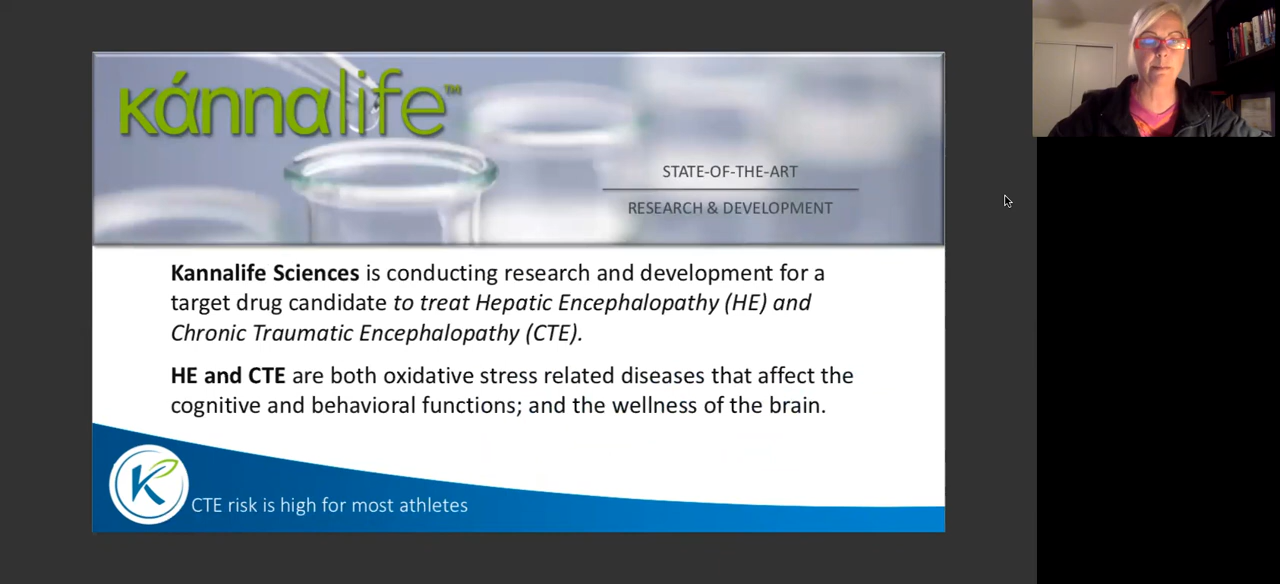 κánnalife™
STATE-OF-THE-ART
RESEARCH & DEVELOPMENT
Kannalife Sciences is conducting research and development for a
target drug candidate to treat Hepatic Encephalopathy (HE) and
Chronic Traumatic Encephalopathy (CTE).
HE and CTE are both oxidative stress related diseases that affect the
cognitive and behavioral functions; and the wellness of the brain.
K
CTE risk is high for most athletes